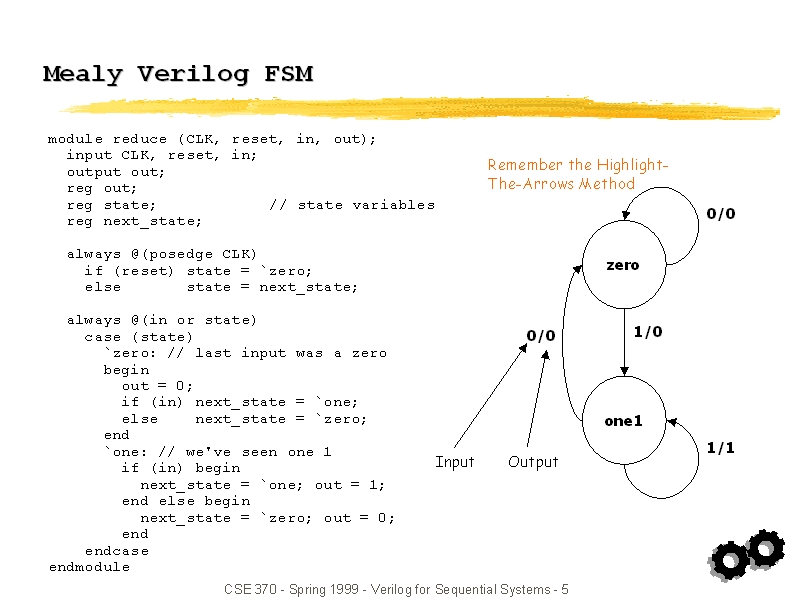 Mealy Verilog FSM
module reduce (CLK, reset, in, out);
  input CLK, reset, in;
  output out;
  reg out;
  reg state;            // state variables
  reg next_state;
  always @(posedge CLK)
    if (reset) state = `zero;
    else       state = next_state;
  always @(in or state)
    case (state)
      `zero: // last input was a zero
      begin
        out = 0;
        if (in) next_state = `one;
        else    next_state = `zero;
      end
      `one: // we've seen one 1
        if (in) begin
          next_state = `one; out = 1;
        end else begin
          next_state = `zero; out = 0;
        end
    endcase
endmodule
Remember the Highlight-
The-Arrows Method
0/0
zero
0/0
1/0
one1
1/1
Input
Output
CSE 370 - Spring 1999 - Verilog for Sequential Systems - 5